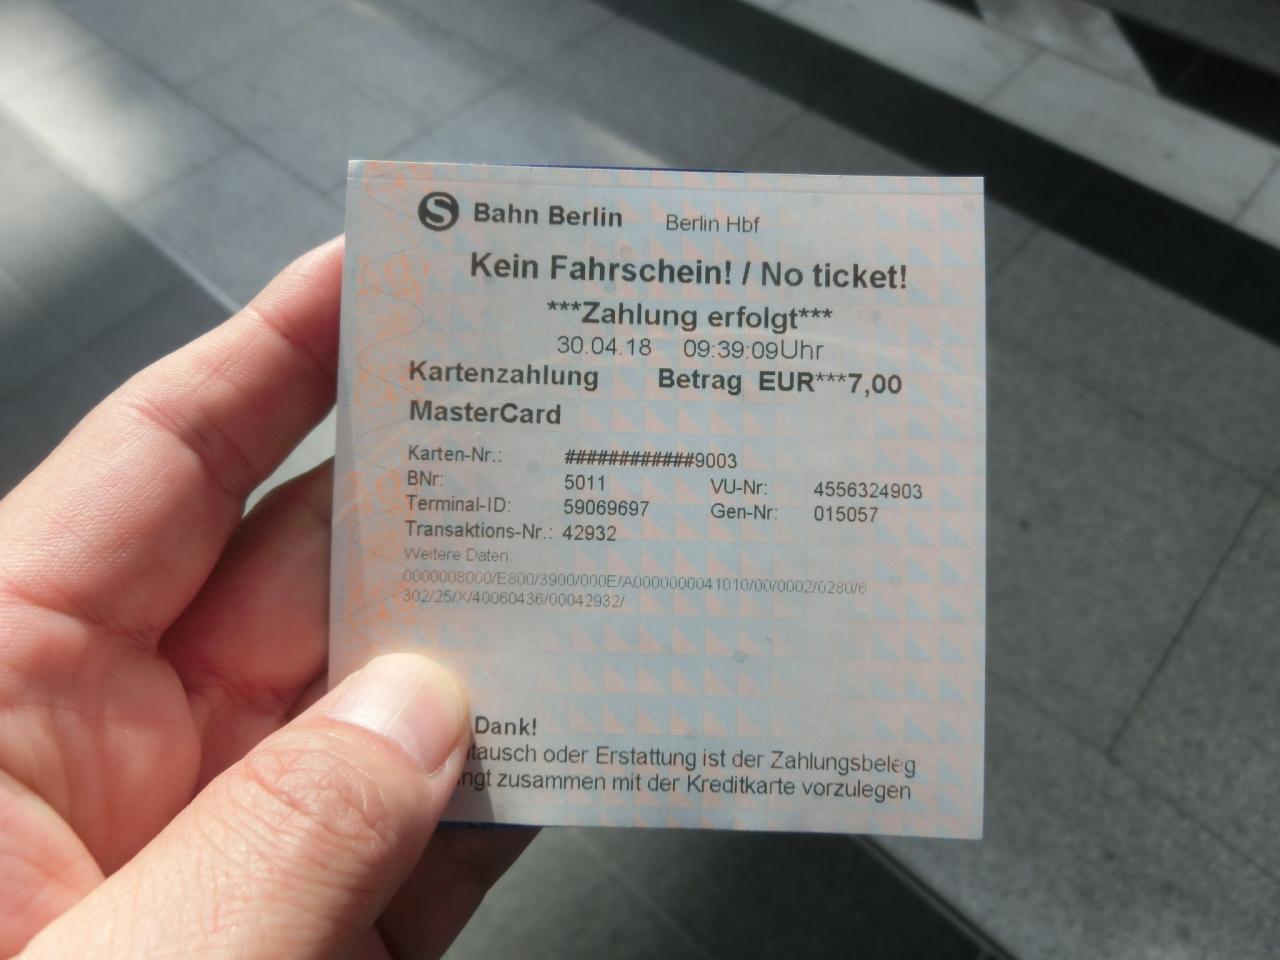 S Bahn Berlin Berlin Hbf
Kein Fahrschein! / No ticket!
***Zahlung erfolgt***
30.04.18 09:39:09Uhr
Kartenzahlung Betrag EUR***7,00
MasterCard
Karten-Nr.: ############9003
BNr: 5011 VU-Nr: 4556324903
Terminal-ID: 59069697 Gen-Nr: 015057
Transaktions-Nr.: 42932
Weitere Daten:
0000008000/E800/3900/000E/A0000000041010/00/0002/0280/6
302/25/X/40060436/00042932/
Dank!
tausch oder Erstattung ist der Zahlungsbeleg
ngt zusammen mit der Kreditkarte vorzulegen